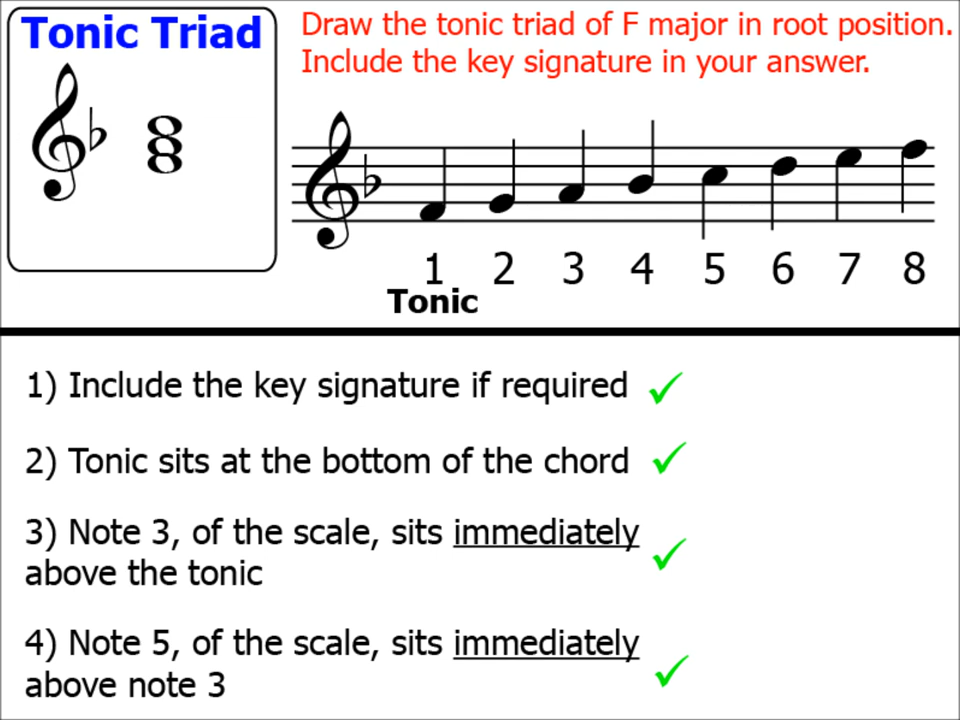 Tonic Triad
Draw the tonic triad of F major in root position.
Include the key signature in your answer.
1 2 3 4 5 6 7 8
Tonic
1) Include the key signature if required
2) Tonic sits at the bottom of the chord
3) Note 3, of the scale, sits immediately
above the tonic
4) Note 5, of the scale, sits immediately
above note 3